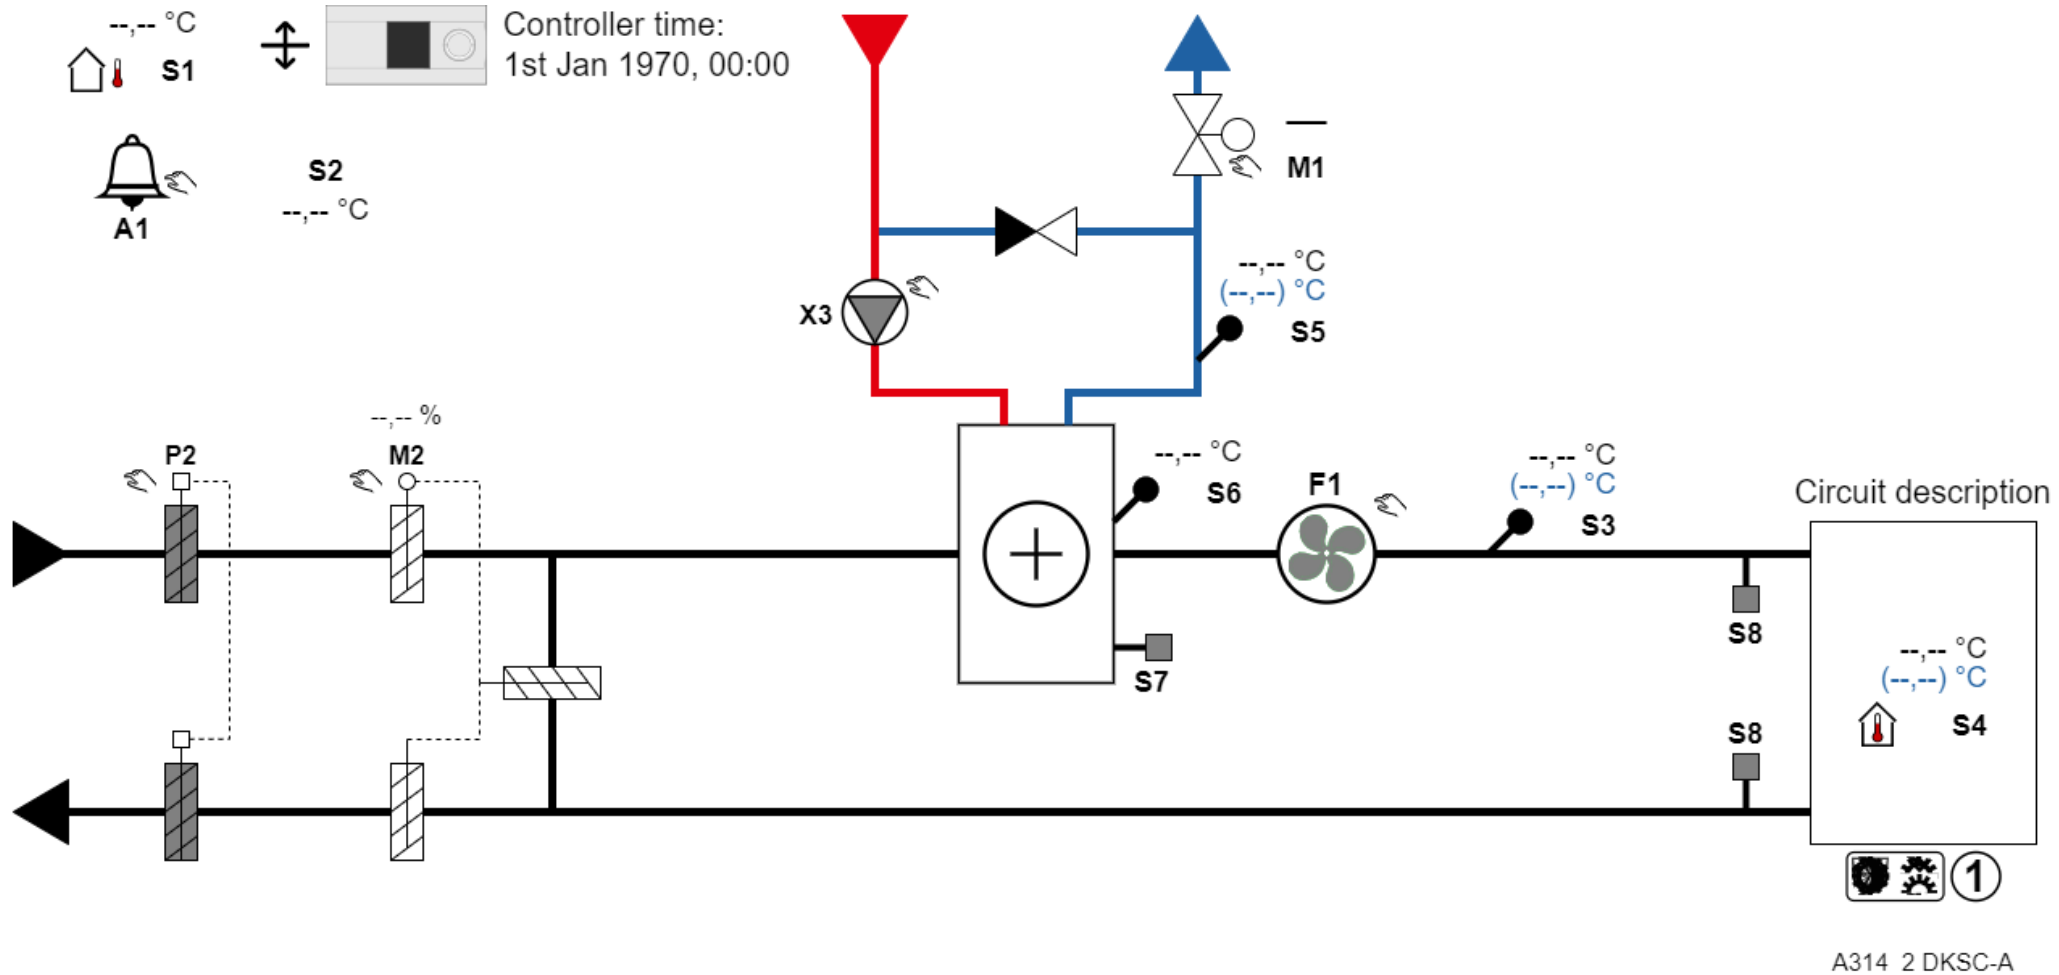 --,-- °C
S1
Controller time:
1st Jan 1970, 00:00
A1
S2
--,-- °C
M1
--,-- °C
(--,--) °C
S5
X3
--,-- %
P2
M2
--,-- °C
S6
F1
--,-- °C
(--,--) °C
S3
Circuit description
S8
S7
--,-- °C
(--,--) °C
S4
S8
1
A314 2 DKSC-A